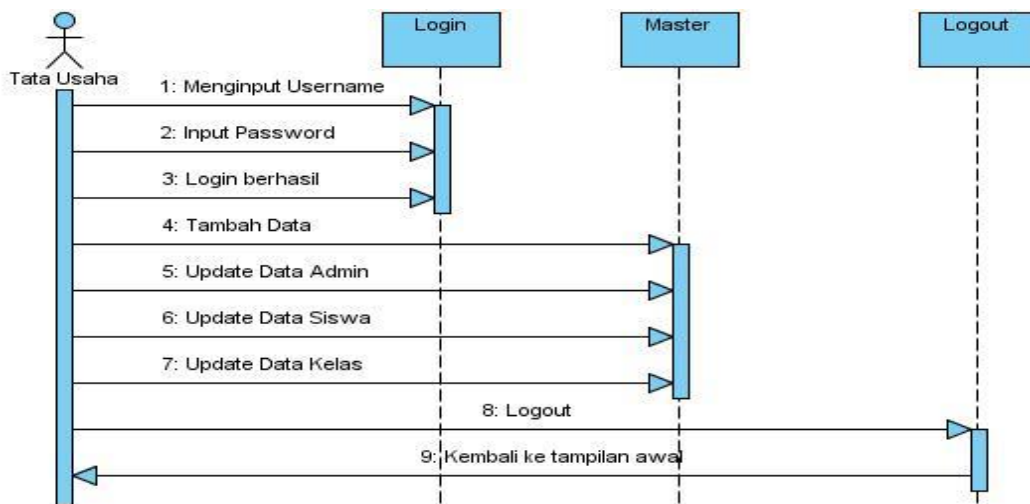 Login
Master
Logout
Tata Usaha
1: Menginput Username
2: Input Password
3: Login berhasil
4: Tambah Data
5: Update Data Admin
6: Update Data Siswa
7: Update Data Kelas
8: Logout
9: Kembali ke tampilan awal